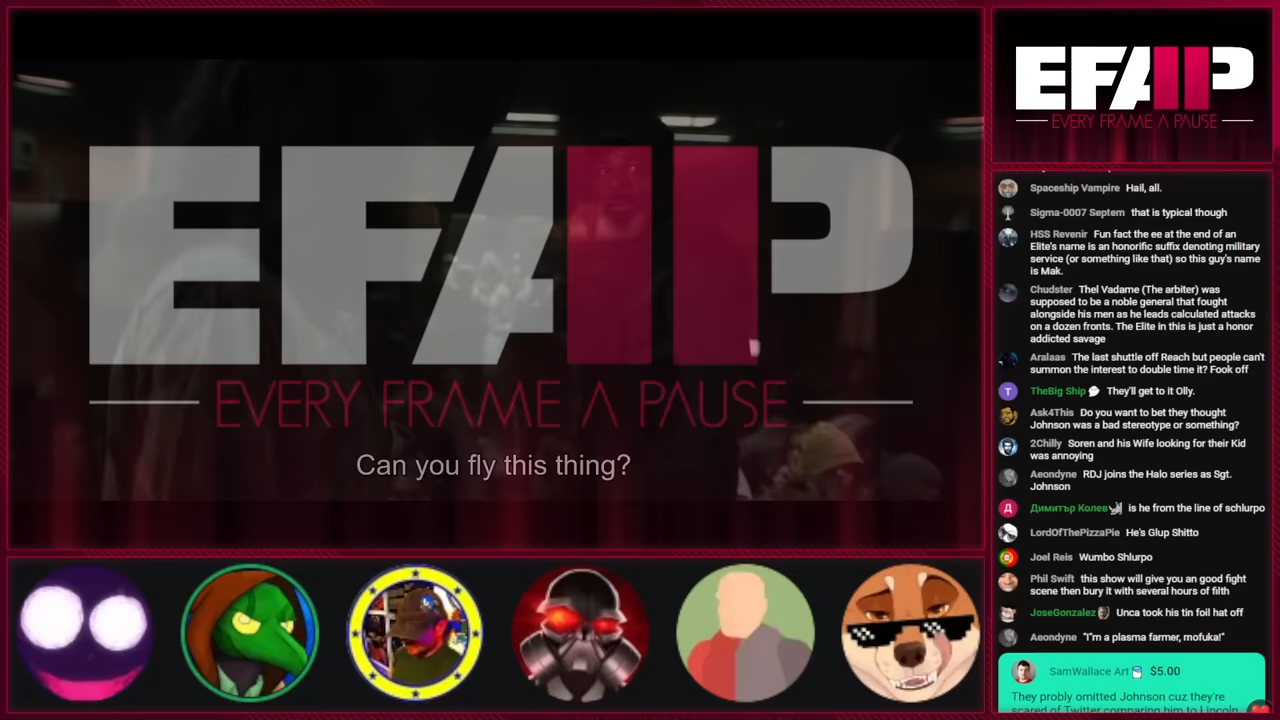 EFAP
EVERY FRAME A PAUSE
Can you fly this thing?
EFAP
EVERY FRAME A PAUSE
Spaceship Vampire Hail, all.
Sigma-0007 Septem that is typical though
HSS Revenir Fun fact the ee at the end of an
Elite's name is an honorific suffix denoting military
service (or something like that) so this guy's name
is Mak.
Chudster Thel Vadame (The arbiter) was
supposed to be a noble general that fought
alongside his men as he leads calculated attacks
on a dozen fronts. The Elite in this is just a honor
addicted savage
Aralaas The last shuttle off Reach but people can't
summon the interest to double time it? Fook off
T TheBig Ship They'll get to it Olly.
Ask4This Do you want to bet they thought
Johnson was a bad stereotype or something?
2Chilly Soren and his Wife looking for their Kid
was annoying
Aeondyne RDJ joins the Halo series as Sgt.
Johnson
Д Димитър Колев is he from the line of schlurpo
LordOfThePizzaPie He's Glup Shitto
Joel Reis Wumbo Shlurpo
Phil Swift this show will give you an good fight
scene then bury it with several hours of filth
JoseGonzalez Unca took his tin foil hat off
Aeondyne "I'm a plasma farmer, mofuka!"
SamWallace Art $5.00
They probly omitted Johnson cuz they're
scared of Twitter comparing him to Lincoln